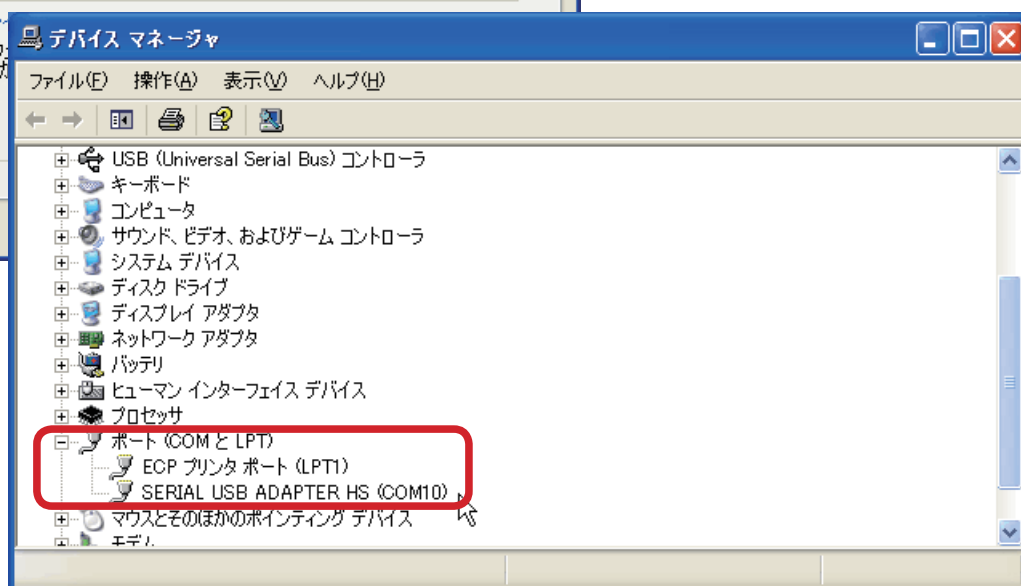 デバイス マネージャ
ファイル(F) 操作(A) 表示(V) ヘルプ(H)
USB (Universal Serial Bus) コントローラ
キーボード
コンピュータ
サウンド、ビデオ、およびゲーム コントローラ
システム デバイス
ディスク ドライブ
ディスプレイ アダプタ
ネットワーク アダプタ
バッテリ
ヒューマン インターフェイス デバイス
プロセッサ
ポート (COM と LPT)
ECP プリンタ ポート (LPT1)
SERIAL USB ADAPTER HS (COM10)
マウスとそのほかのポインティング デバイス
モデム